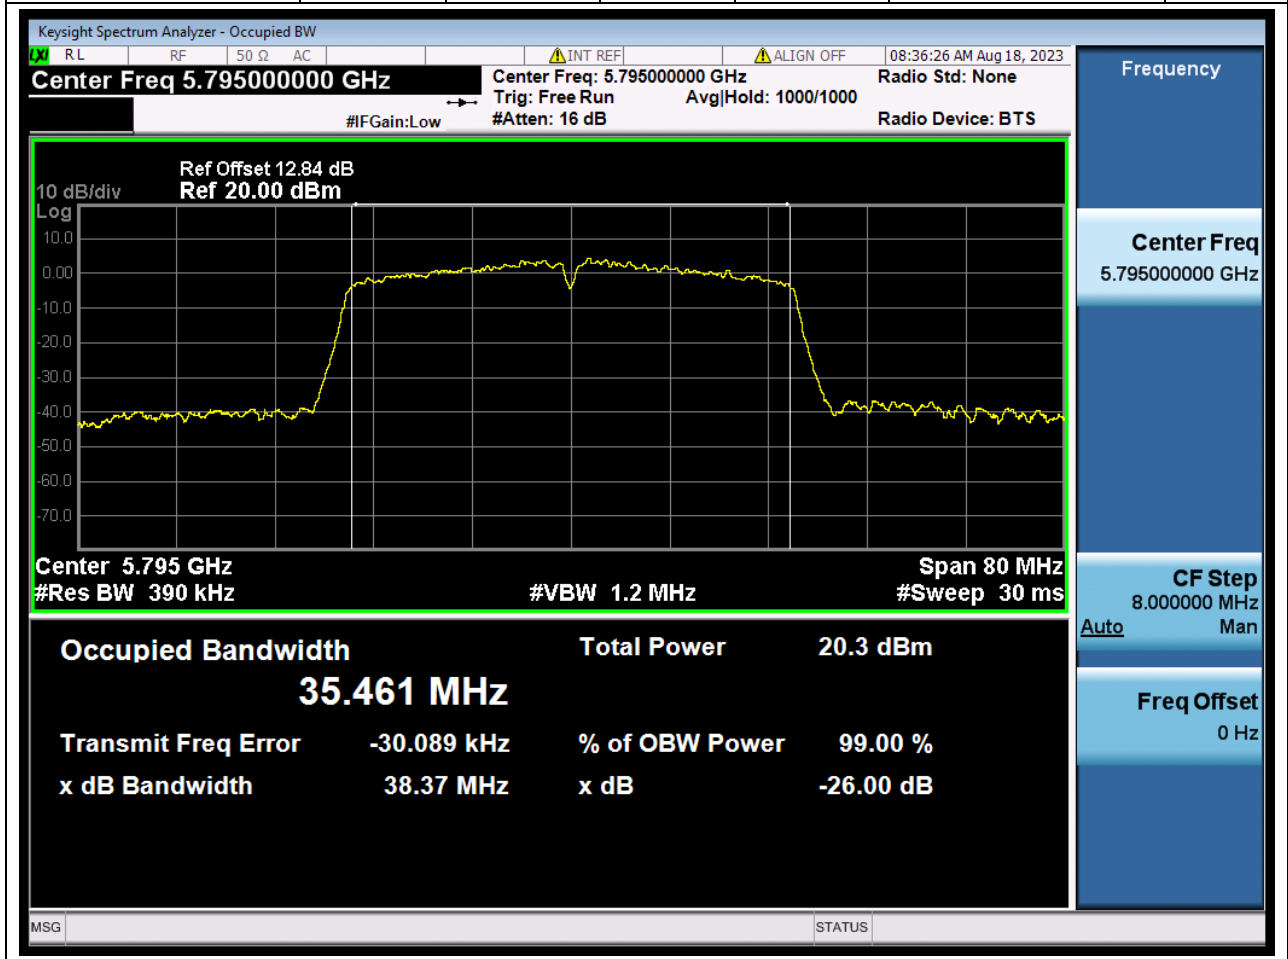 Keysight Spectrum Analyzer - Occupied BW
LXI RL RF 50 Ω AC INT REF ALIGN OFF 08:36:26 AM Aug 18, 2023
Center Freq 5.795000000 GHz
Center Freq: 5.795000000 GHz
Radio Std: None
Trig: Free Run Avg|Hold: 1000/1000
#IFGain:Low
#Atten: 16 dB
Radio Device: BTS
Ref Offset 12.84 dB
10 dB/div Ref 20.00 dBm
Log
10.0
0.00
-10.0
-20.0
-30.0
-40.0
-50.0
-60.0
-70.0
Center 5.795 GHz
Span 80 MHz
#Res BW 390 kHz
#VBW 1.2 MHz
#Sweep 30 ms
Occupied Bandwidth
Total Power 20.3 dBm
35.461 MHz
Transmit Freq Error -30.089 kHz
% of OBW Power 99.00 %
x dB Bandwidth 38.37 MHz
x dB -26.00 dB
MSG
STATUS
Frequency
Center Freq
5.795000000 GHz
CF Step
8.000000 MHz
Auto Man
Freq Offset
0 Hz